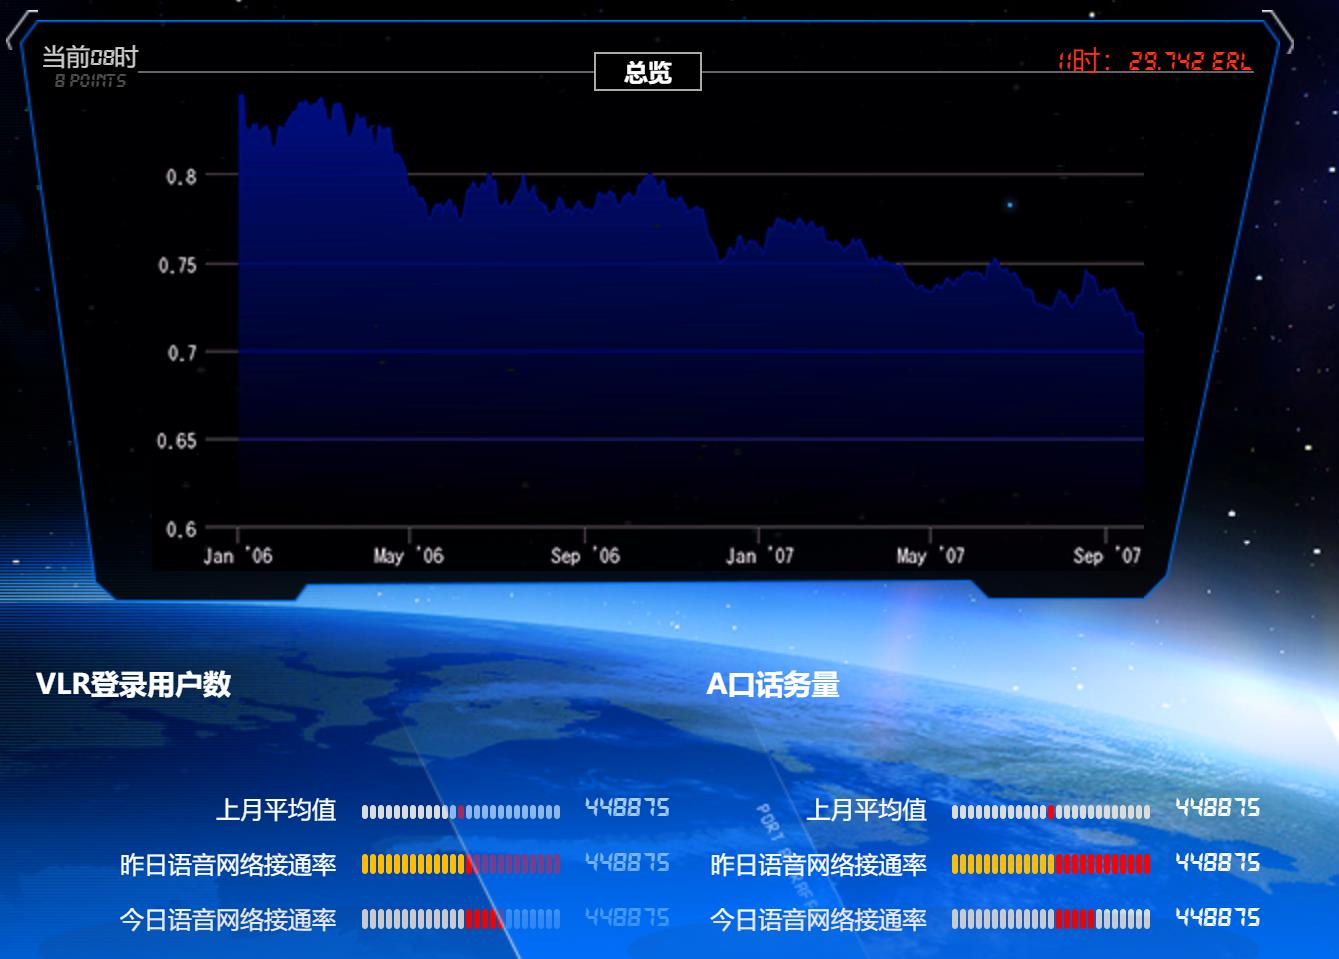 当前08时
8 POINTS
总览
11时：29.742 ERL
0.8
0.75
0.7
0.65
0.6
Jan '06
May '06
Sep '06
Jan '07
May '07
Sep '07
VLR登录用户数
上月平均值 448875
昨日语音网络接通率 448875
今日语音网络接通率 448875
A口话务量
上月平均值 448875
昨日语音网络接通率 448875
今日语音网络接通率 448875
PORT